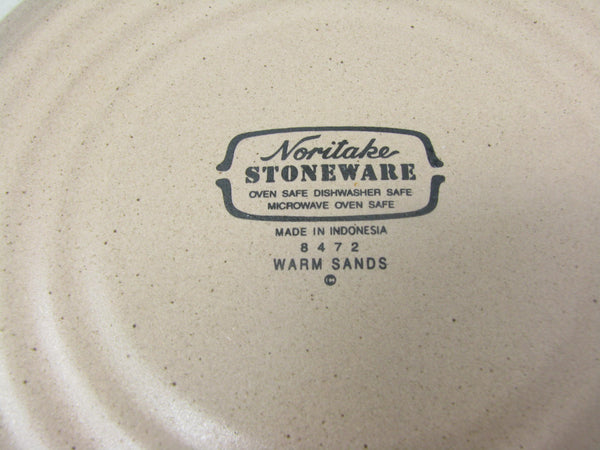 Noritake
STONEWARE
OVEN SAFE DISHWASHER SAFE
MICROWAVE OVEN SAFE
MADE IN INDONESIA
8472
WARM SANDS